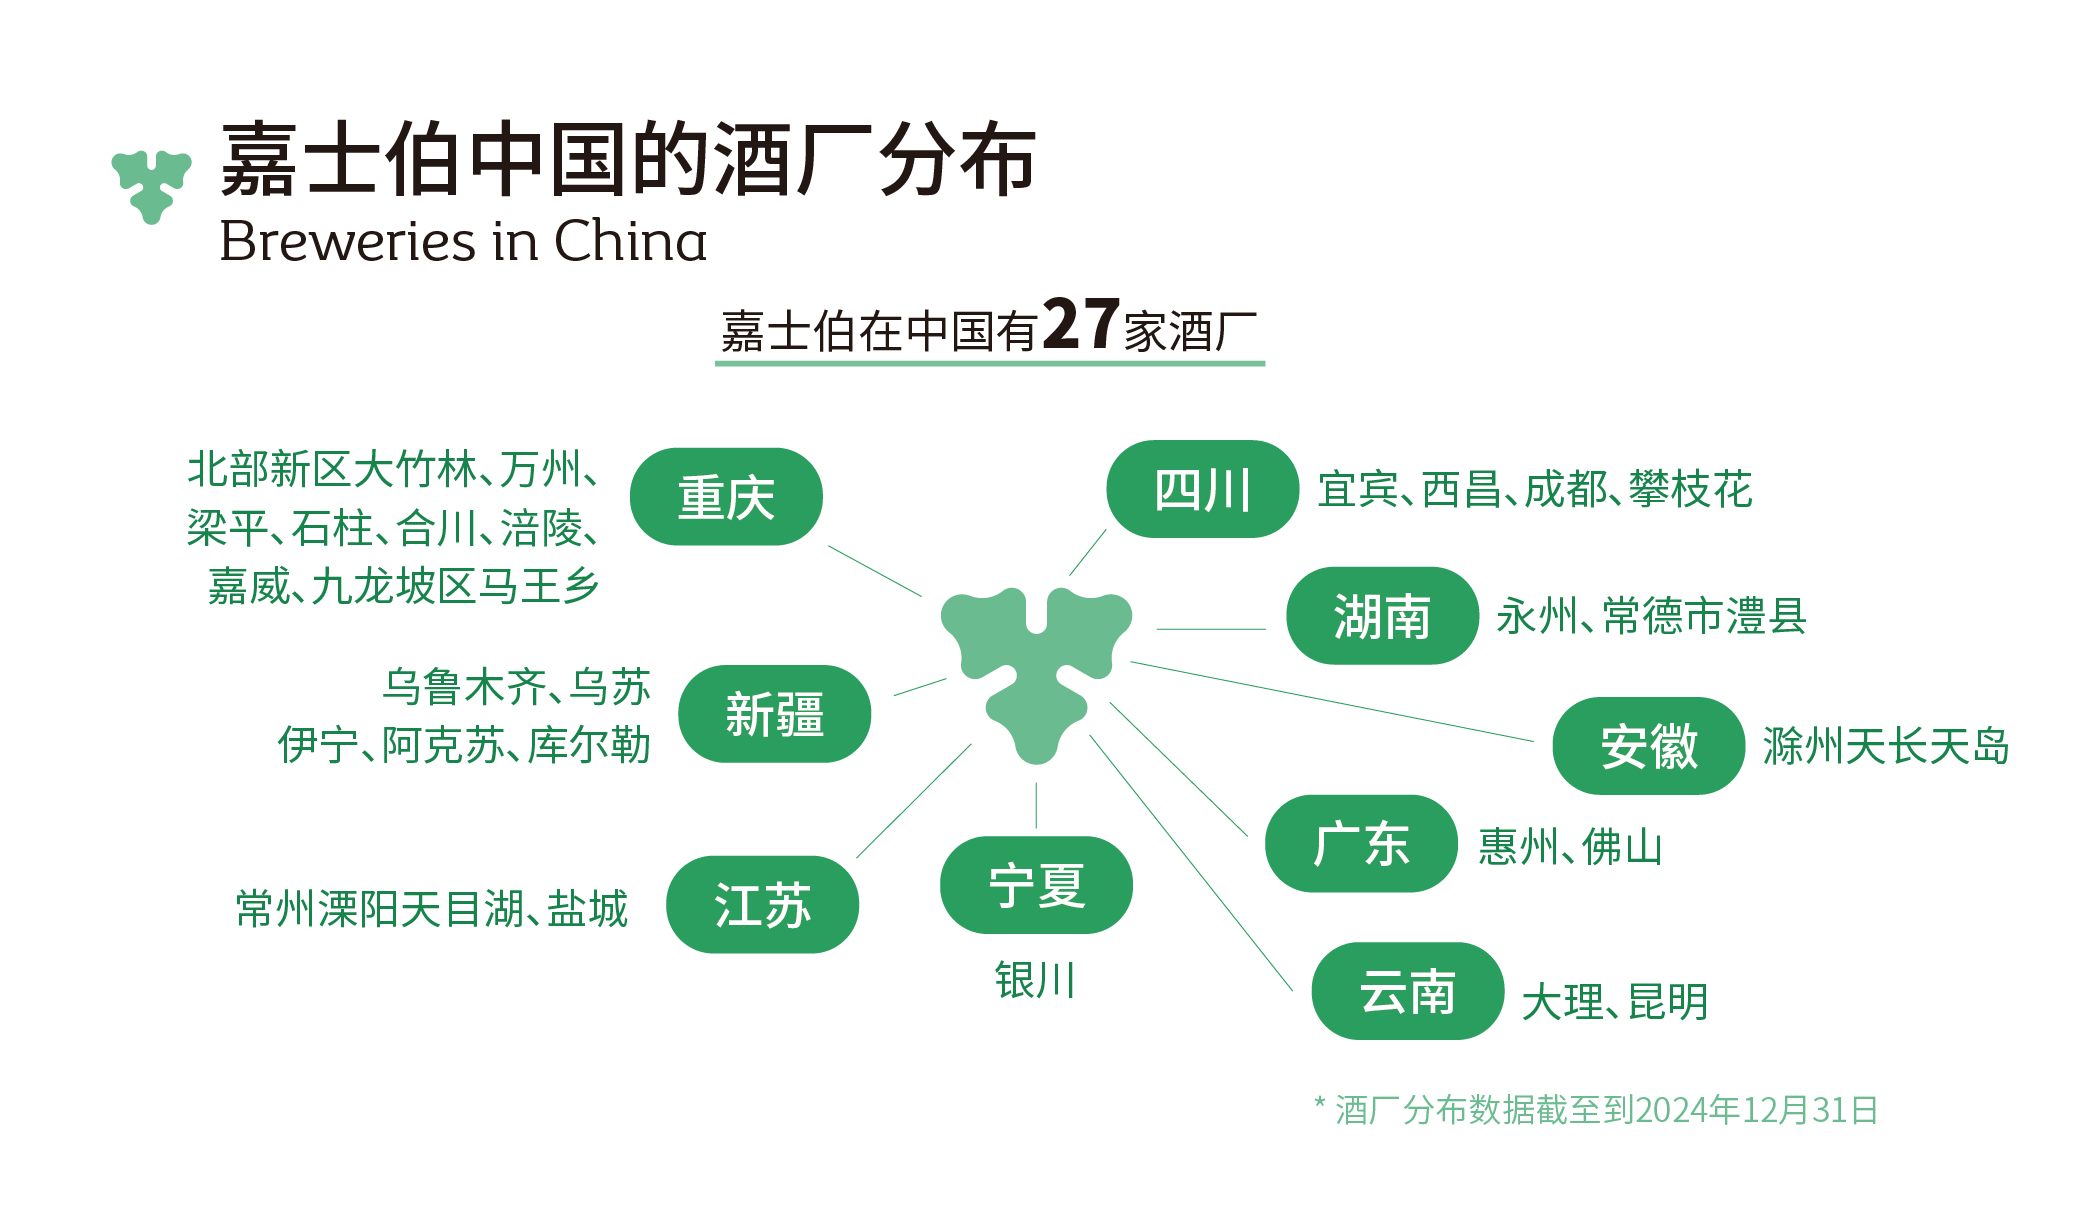 嘉士伯中国的酒厂分布
Breweries in China
嘉士伯在中国有27家酒厂
北部新区大竹林、万州、
梁平、石柱、合川、涪陵、
嘉威、九龙坡区马王乡
重庆
四川
宜宾、西昌、成都、攀枝花
湖南
永州、常德市澧县
乌鲁木齐、乌苏
伊宁、阿克苏、库尔勒
新疆
安徽
滁州天长天岛
广东
惠州、佛山
常州溧阳天目湖、盐城
江苏
宁夏
银川
云南
大理、昆明
* 酒厂分布数据截至到2024年12月31日